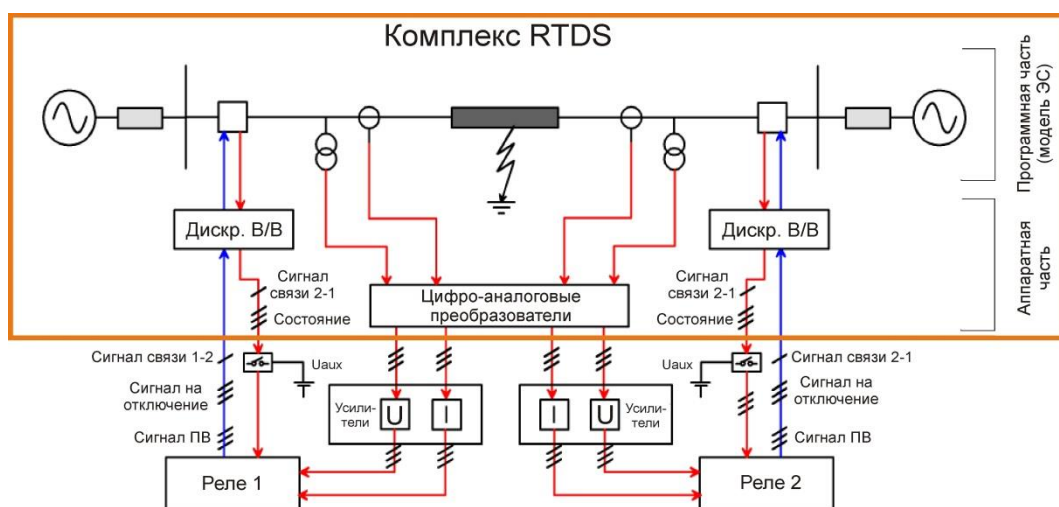 Комплекс RTDS
Программная часть
(модель ЭС)
Дискр. В/В
Дискр. В/В
Аппаратная
часть
Сигнал
связи 2-1
Состояние
Цифро-аналоговые
преобразователи
Сигнал
связи 2-1
Состояние
Сигнал связи 1-2
Uaux
Uaux
Сигнал связи 2-1
Сигнал на
отключение
Усили-
тели
U
I
I
U
Усили-
тели
Сигнал на
отключение
Сигнал ПВ
Сигнал ПВ
Реле 1
Реле 2